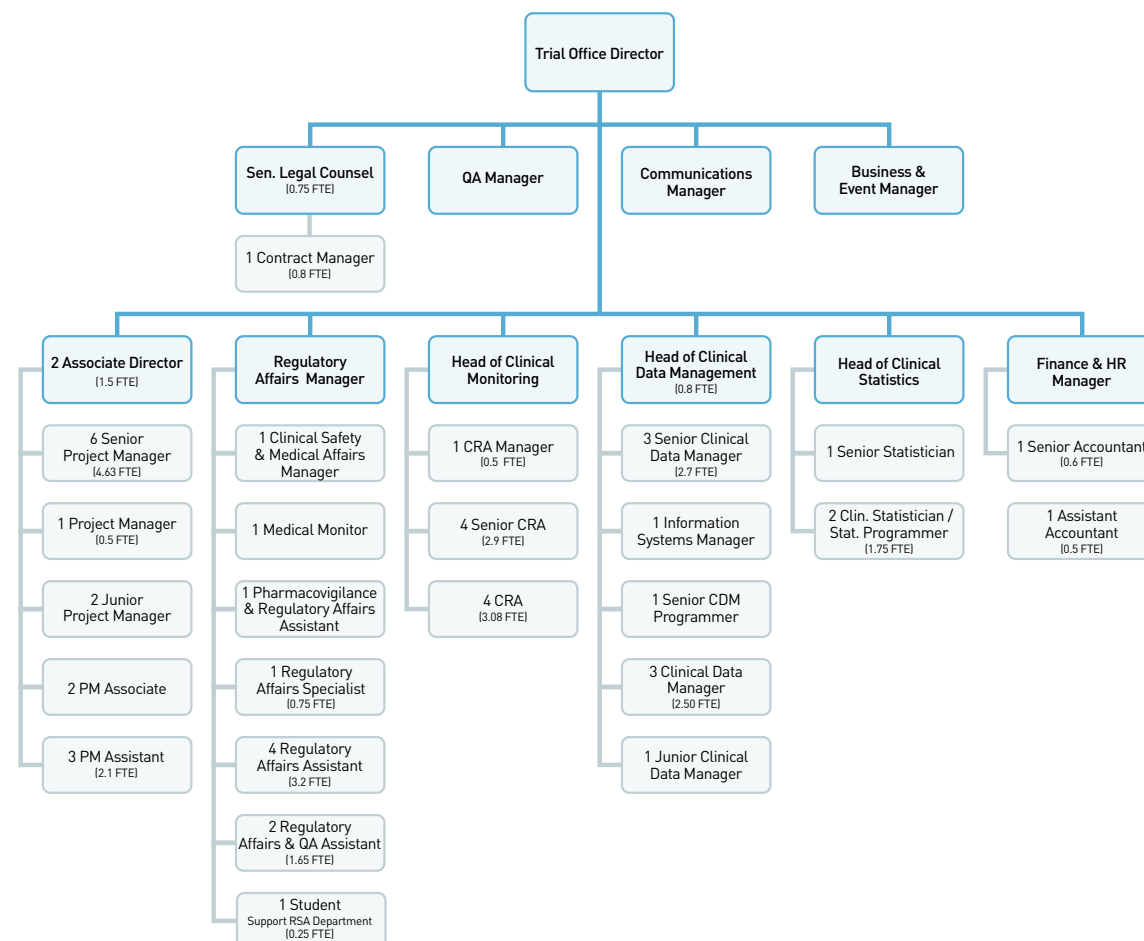 Trial Office Director
Sen. Legal Counsel
(0.75 FTE)
QA Manager
Communications
Manager
Business &
Event Manager
1 Contract Manager
(0.8 FTE)
2 Associate Director
(1.5 FTE)
6 Senior
Project Manager
(4.63 FTE)
1 Project Manager
(0.5 FTE)
2 Junior
Project Manager
2 PM Associate
3 PM Assistant
(2.1 FTE)
Regulatory
Affairs Manager
1 Clinical Safety
& Medical Affairs
Manager
1 Medical Monitor
1 Pharmacovigilance
& Regulatory Affairs
Assistant
1 Regulatory
Affairs Specialist
(0.75 FTE)
4 Regulatory
Affairs Assistant
(3.2 FTE)
2 Regulatory
Affairs & QA Assistant
(1.65 FTE)
1 Student
Support RSA Department
(0.25 FTE)
Head of Clinical
Monitoring
1 CRA Manager
(0.5 FTE)
4 Senior CRA
(2.9 FTE)
4 CRA
(3.08 FTE)
Head of Clinical
Data Management
(0.8 FTE)
3 Senior Clinical
Data Manager
(2.7 FTE)
1 Information
Systems Manager
1 Senior CDM
Programmer
3 Clinical Data
Manager
(2.50 FTE)
1 Junior Clinical
Data Manager
Head of Clinical
Statistics
1 Senior Statistician
2 Clin. Statistician /
Stat. Programmer
(1.75 FTE)
Finance & HR
Manager
1 Senior Accountant
(0.6 FTE)
1 Assistant
Accountant
(0.5 FTE)